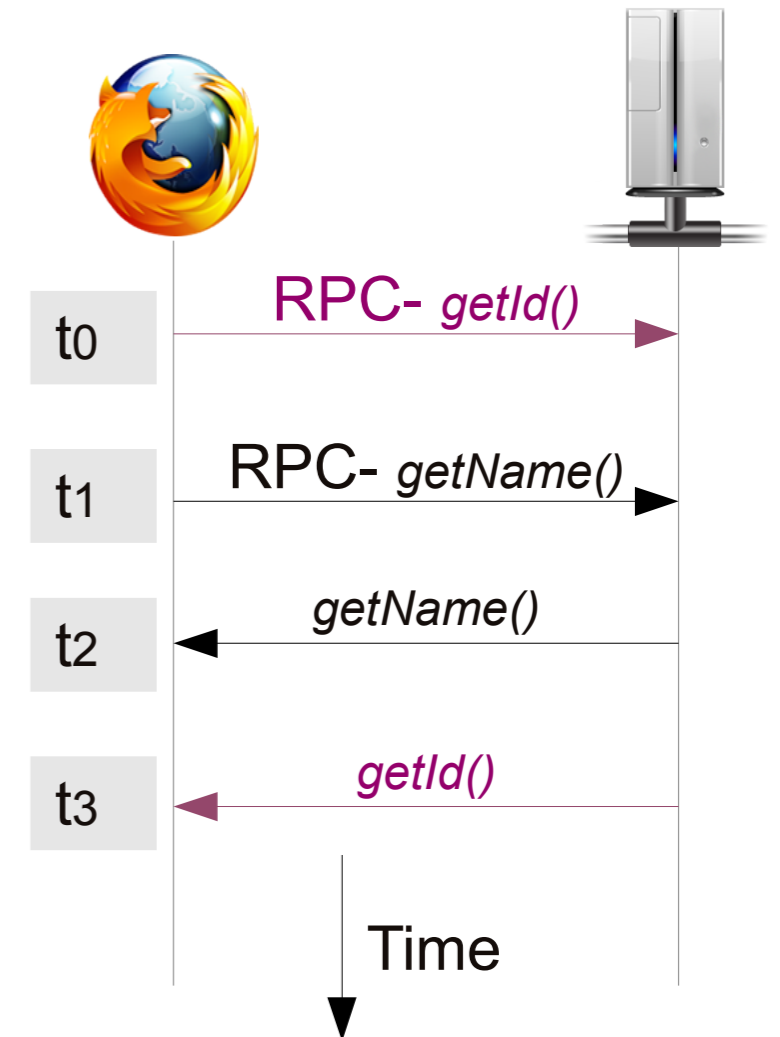 RPC- getId()
t0
RPC- getName()
t1
getName()
t2
getId()
t3
Time